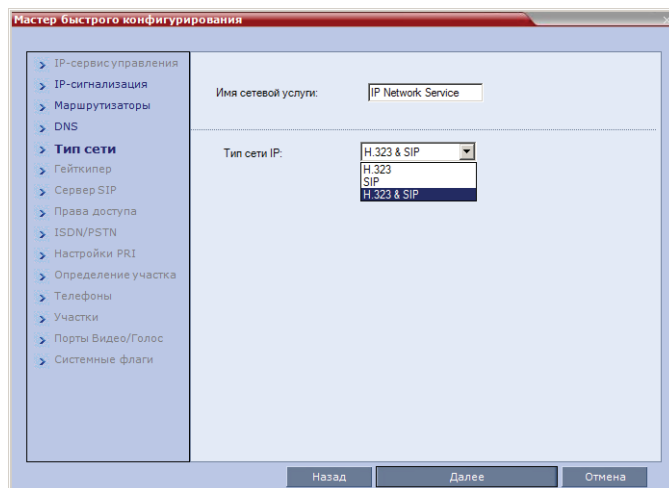 Мастер быстрого конфигурирования
IP-сервис управления
IP-сигнализация
Маршрутизаторы
DNS
Тип сети
Гейткипер
Сервер SIP
Права доступа
ISDN/PSTN
Настройки PRI
Определение участка
Телефоны
Участки
Порты Видео/Голос
Системные флаги
Имя сетевой услуги: IP Network Service
Тип сети IP: H.323 & SIP
H.323
SIP
H.323 & SIP
Назад Далее Отмена